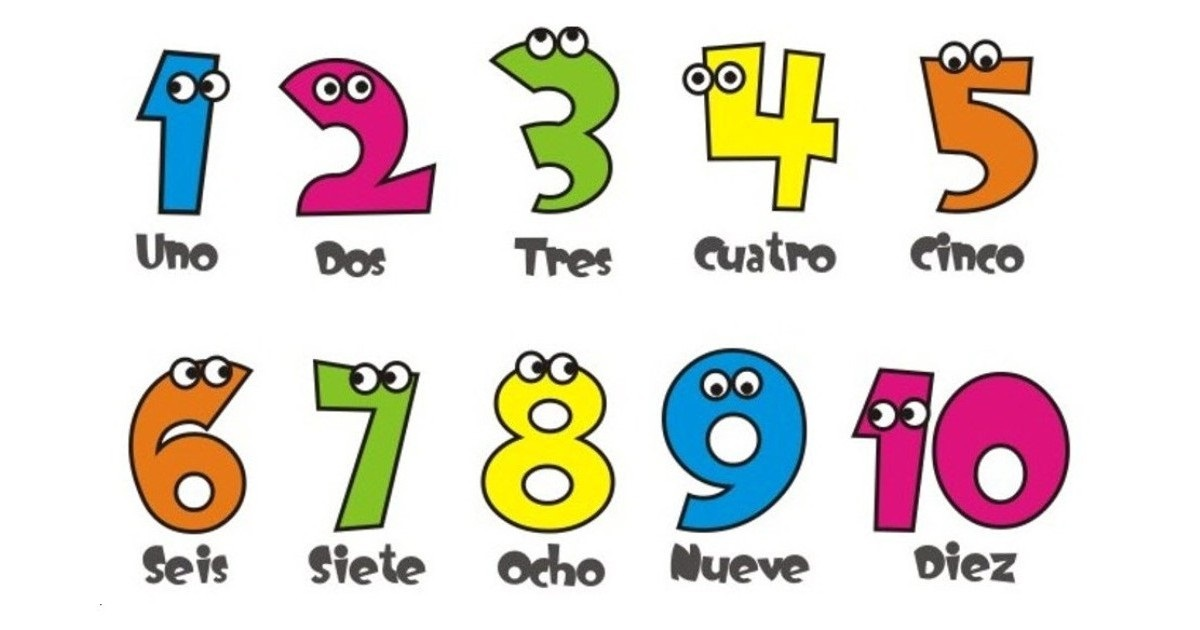 1 2 3 4 5
Uno Dos Tres Cuatro Cinco
6 7 8 9 10
Seis Siete Ocho Nueve Diez